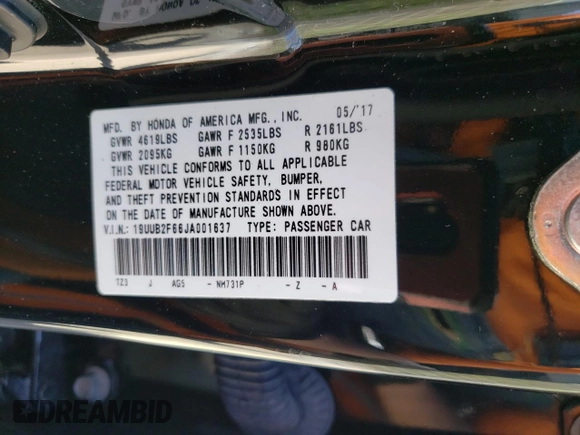 MFD. BY HONDA OF AMERICA MFG., INC. 05/'17
GVWR 4619LBS GAWR F 2535LBS R 2161LBS
GVWR 2095KG GAWR F 1150KG R 980KG
THIS VEHICLE CONFORMS TO ALL APPLICABLE
FEDERAL MOTOR VEHICLE SAFETY, BUMPER,
AND THEFT PREVENTION STANDARDS IN EFFECT
ON THE DATE OF MANUFACTURE SHOWN ABOVE.
V.I.N.: 19UUB2F66JA001637 TYPE: PASSENGER CAR
TZ3 J AG5 - NH731P - Z - A
DREAMBID